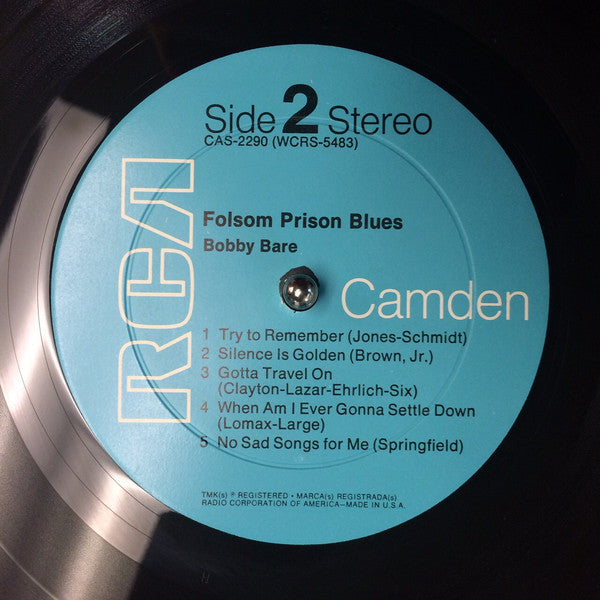 Side 2 Stereo
CAS-2290 (WCRS-5483)
RCA
Folsom Prison Blues
Bobby Bare
Camden
1 Try to Remember (Jones-Schmidt)
2 Silence Is Golden (Brown, Jr.)
3 Gotta Travel On
(Clayton-Lazar-Ehrlich-Six)
4 When Am I Ever Gonna Settle Down
(Lomax-Large)
5 No Sad Songs for Me (Springfield)
TMK(s) ® REGISTERED • MARCA(s) REGISTRADA(s)
RADIO CORPORATION OF AMERICA—MADE IN U.S.A.